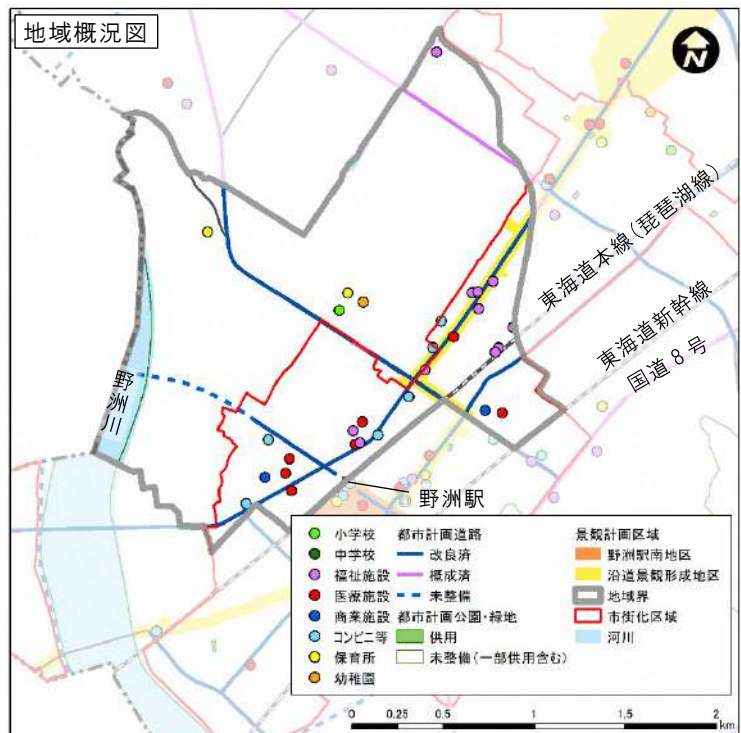 地域概況図
N
東海道本線(琵琶湖線)
東海道新幹線
国道8号
野洲川
野洲駅
小学校
中学校
福祉施設
医療施設
商業施設
コンビニ等
保育所
幼稚園
都市計画道路
改良済
概成済
未整備
都市計画公園・緑地
供用
未整備(一部供用含む)
景観計画区域
野洲駅南地区
沿道景観形成地区
地域界
市街化区域
河川
0 0.25 0.5 1 1.5 2
km